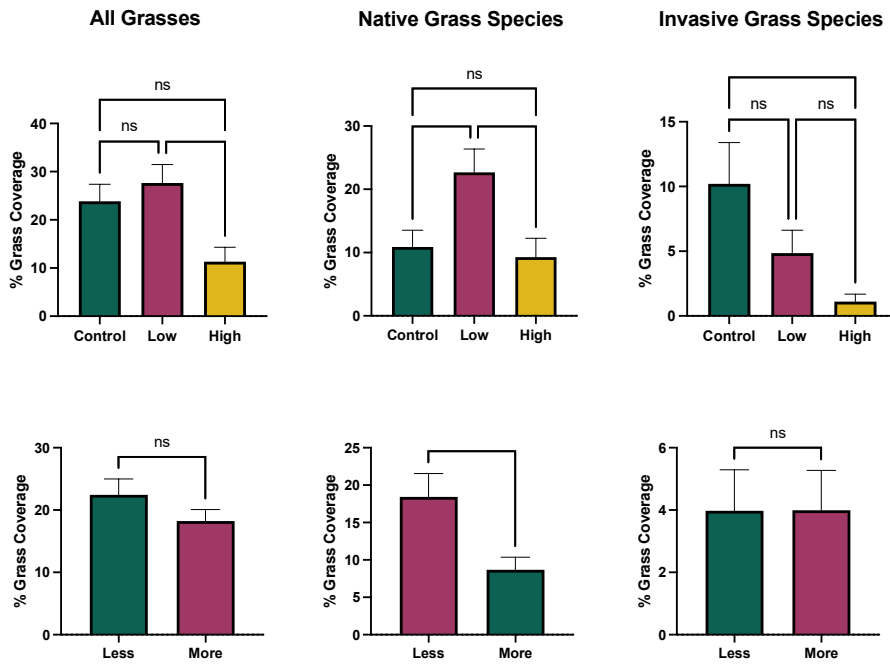 All Grasses
Native Grass Species
Invasive Grass Species
ns
ns
% Grass Coverage
40
30
20
10
0
Control Low High
ns
% Grass Coverage
30
20
10
0
Control Low High
ns ns
% Grass Coverage
15
10
5
0
Control Low High
ns
% Grass Coverage
30
20
10
0
Less More
% Grass Coverage
25
20
15
10
5
0
Less More
ns
% Grass Coverage
6
4
2
0
Less More